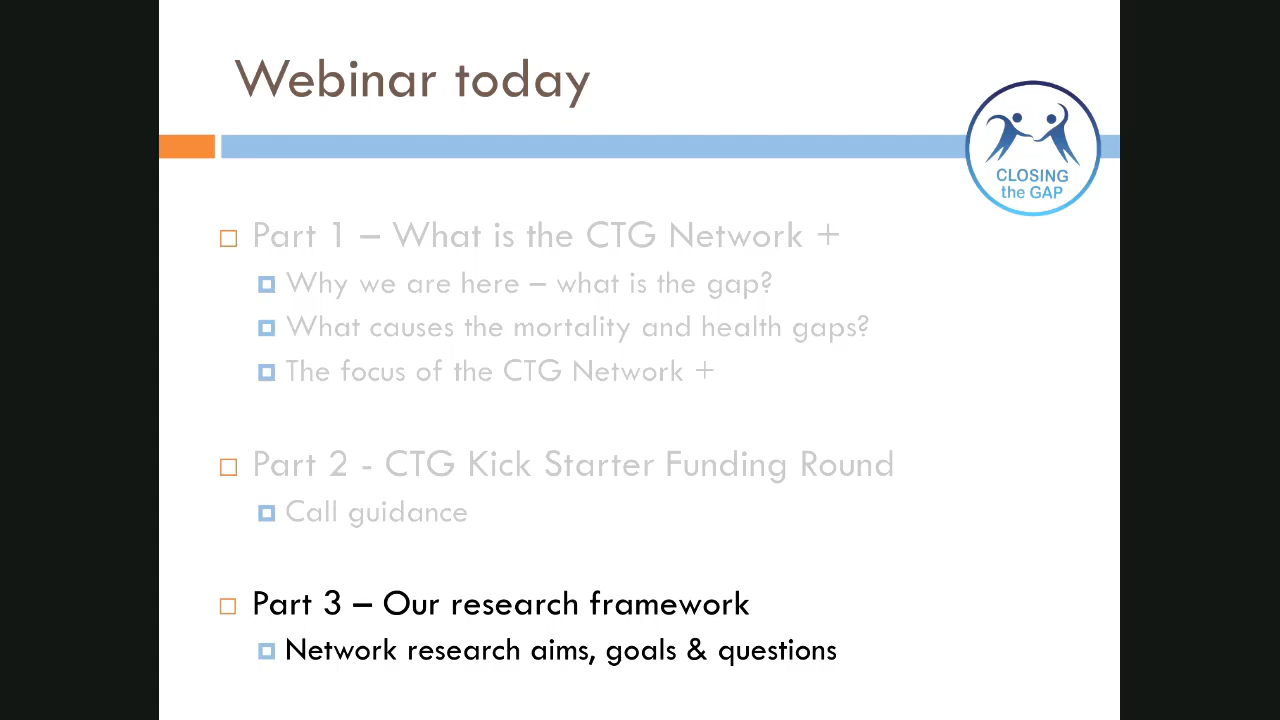 Webinar today
CLOSING
the GAP
Part 1 – What is the CTG Network +
Why we are here – what is the gap?
What causes the mortality and health gaps?
The focus of the CTG Network +
Part 2 - CTG Kick Starter Funding Round
Call guidance
Part 3 – Our research framework
Network research aims, goals & questions